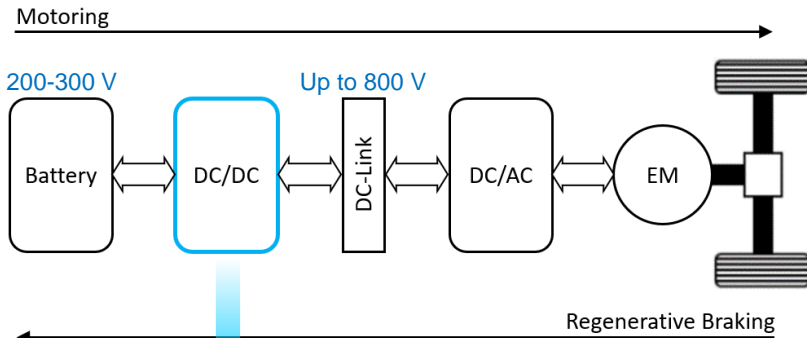 Motoring
200-300 V
Up to 800 V
Battery
DC/DC
DC-Link
DC/AC
EM
Regenerative Braking